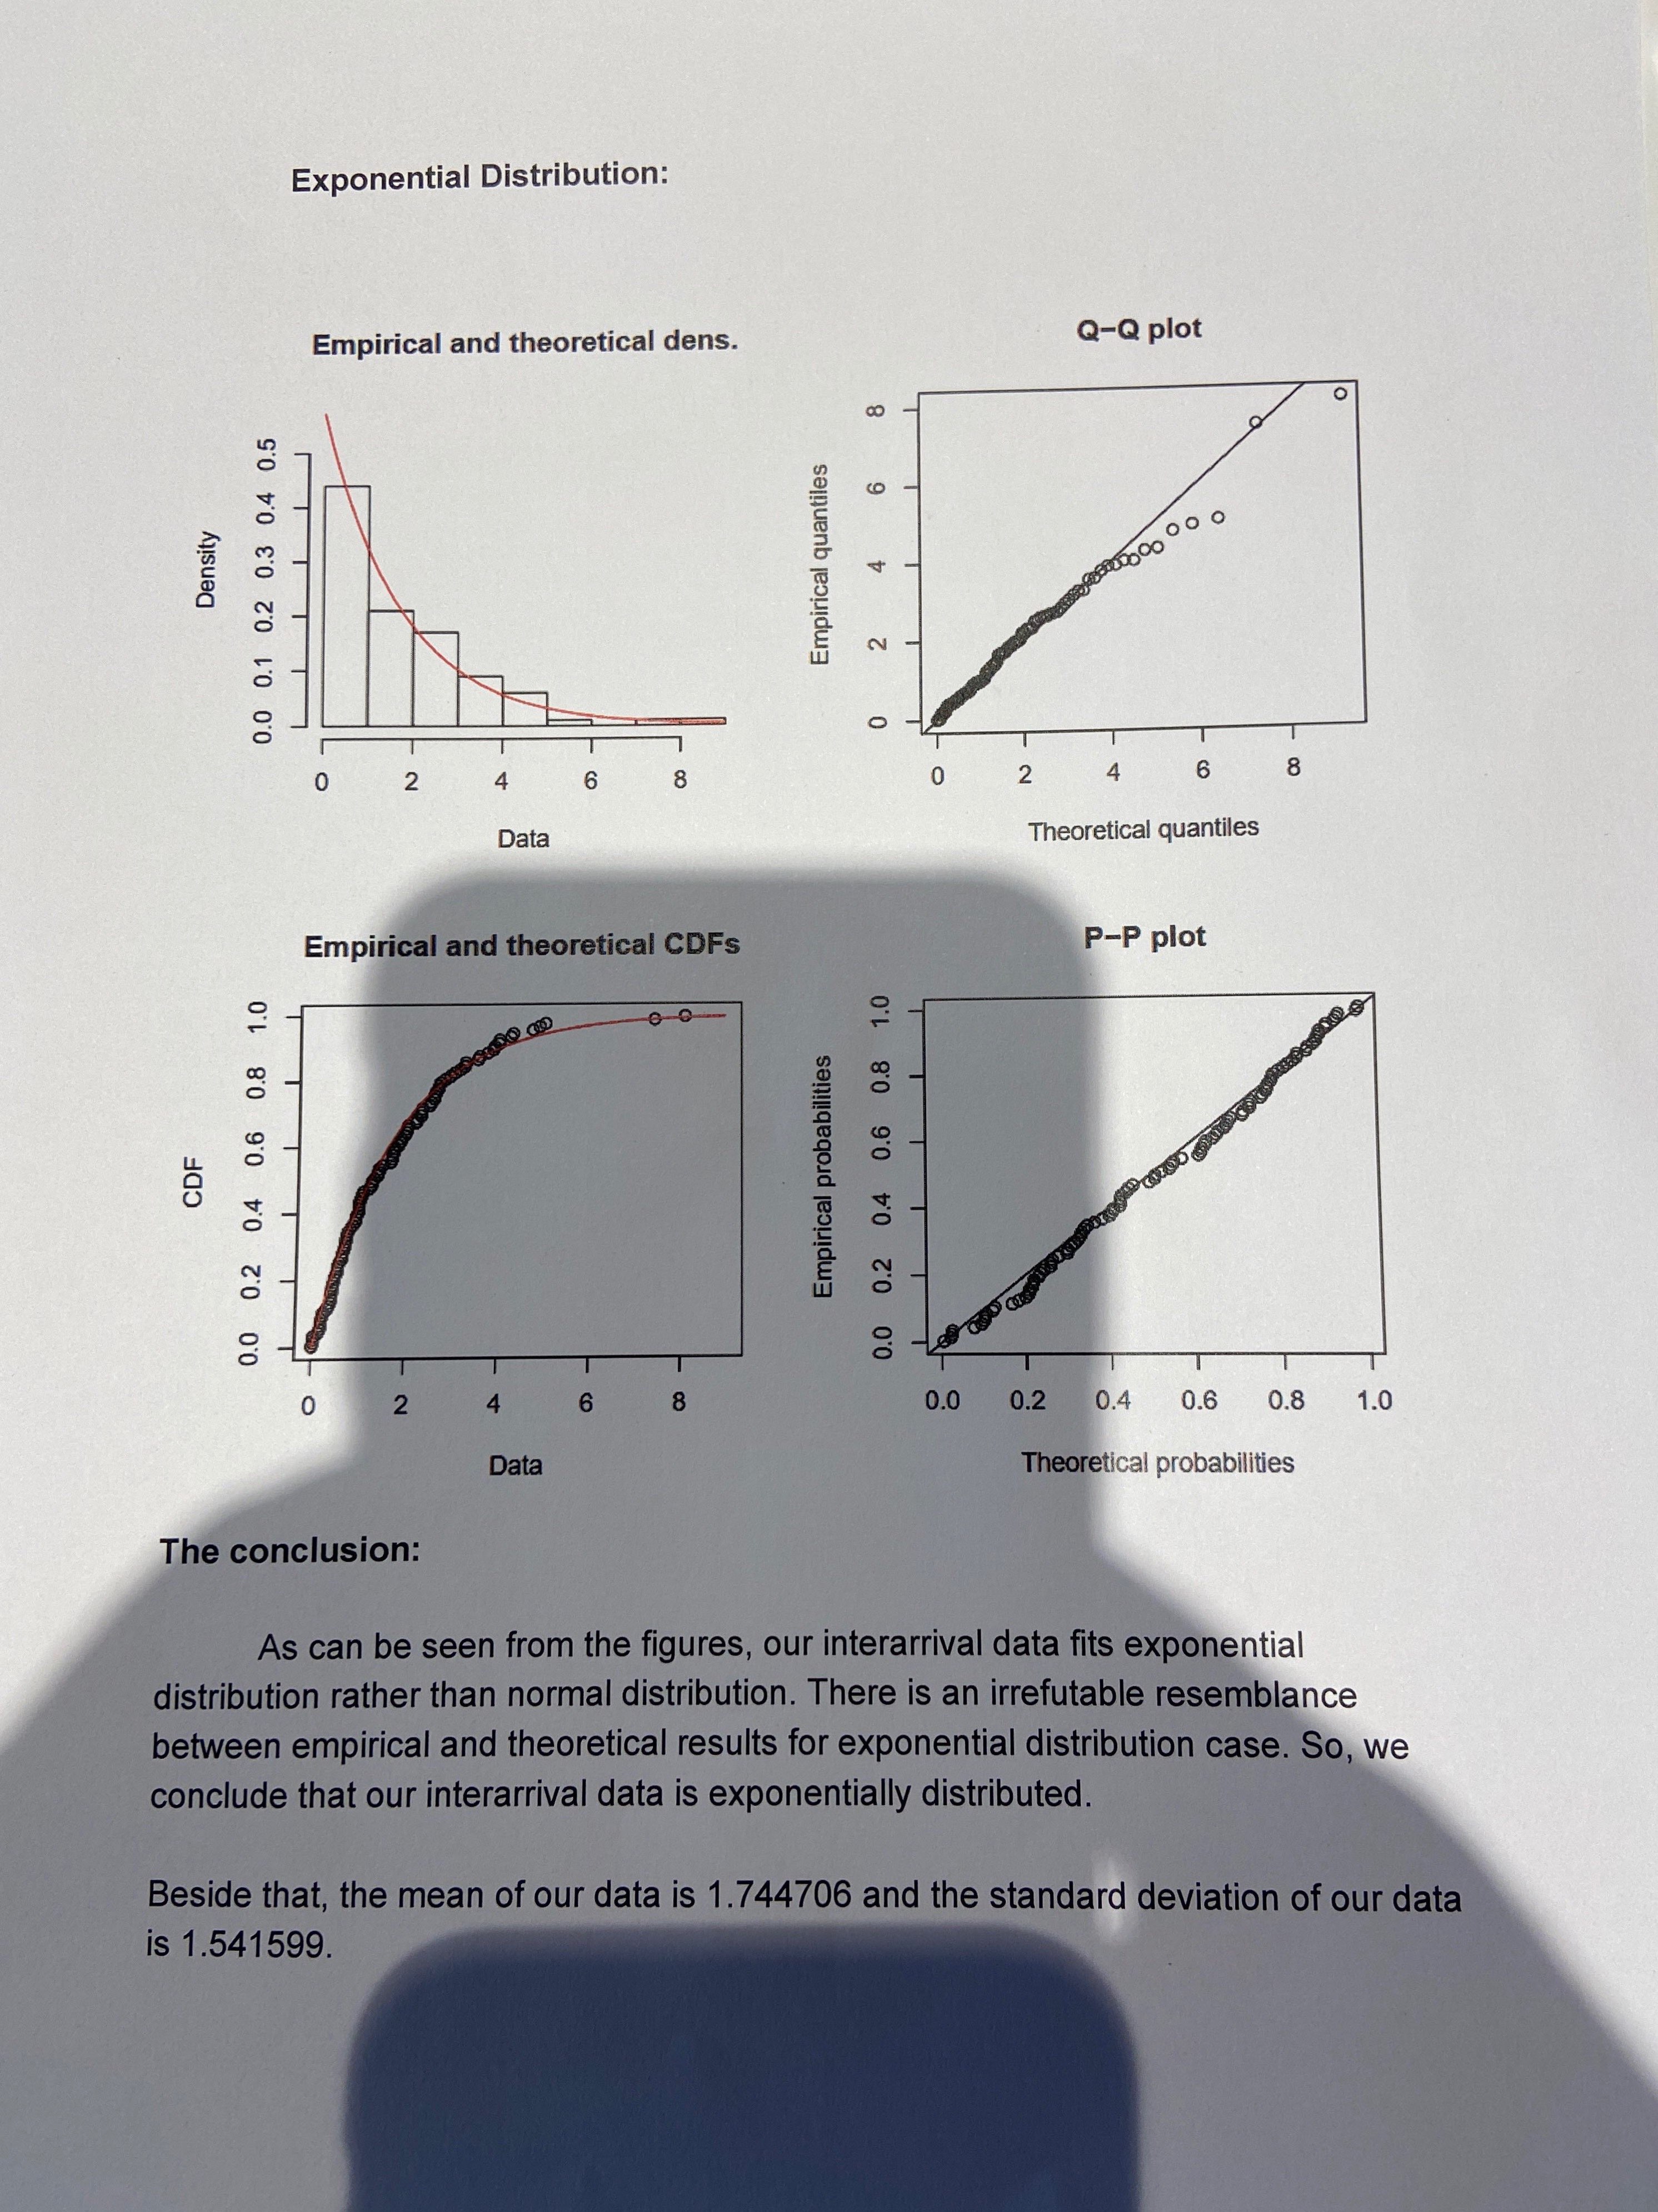 Exponential Distribution:
Empirical and theoretical dens.
Density
0.0 0.1 0.2 0.3 0.4 0.5
0 2 4 6 8
Data
Q−Q plot
Empirical quantiles
0 2 4 6 8
0 2 4 6 8
Theoretical quantiles
Empirical and theoretical CDFs
CDF
0.0 0.2 0.4 0.6 0.8 1.0
0 2 4 6 8
Data
P−P plot
Empirical probabilities
0.0 0.2 0.4 0.6 0.8 1.0
0.0 0.2 0.4 0.6 0.8 1.0
Theoretical probabilities
The conclusion:
As can be seen from the figures, our interarrival data fits exponential
distribution rather than normal distribution. There is an irrefutable resemblance
between empirical and theoretical results for exponential distribution case. So, we
conclude that our interarrival data is exponentially distributed.
Beside that, the mean of our data is 1.744706 and the standard deviation of our data
is 1.541599.